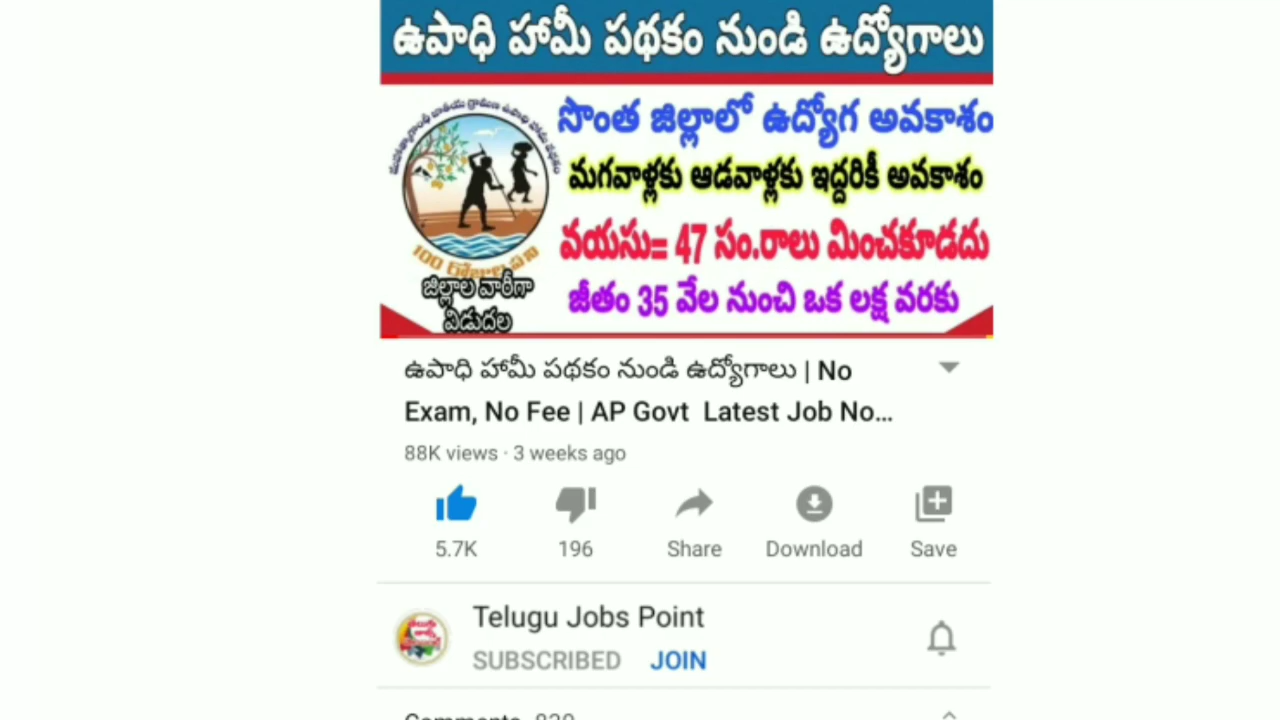 ఉపాధి హామీ పథకం నుండి ఉద్యోగాలు
సొంత జిల్లాలో ఉద్యోగ అవకాశం
మగవాళ్లకు ఆడవాళ్లకు ఇద్దరికీ అవకాశం
వయసు= 47 సం.రాలు మించకూడదు
జీతం 35 వేల నుంచి ఒక లక్ష వరకు
100 రోజుల పని
జిల్లాల వారీగా
విడుదల
ఉపాధి హామీ పథకం నుండి ఉద్యోగాలు | No
Exam, No Fee | AP Govt Latest Job No...
88K views · 3 weeks ago
5.7K
196
Share
Download
Save
Telugu Jobs Point
SUBSCRIBED JOIN